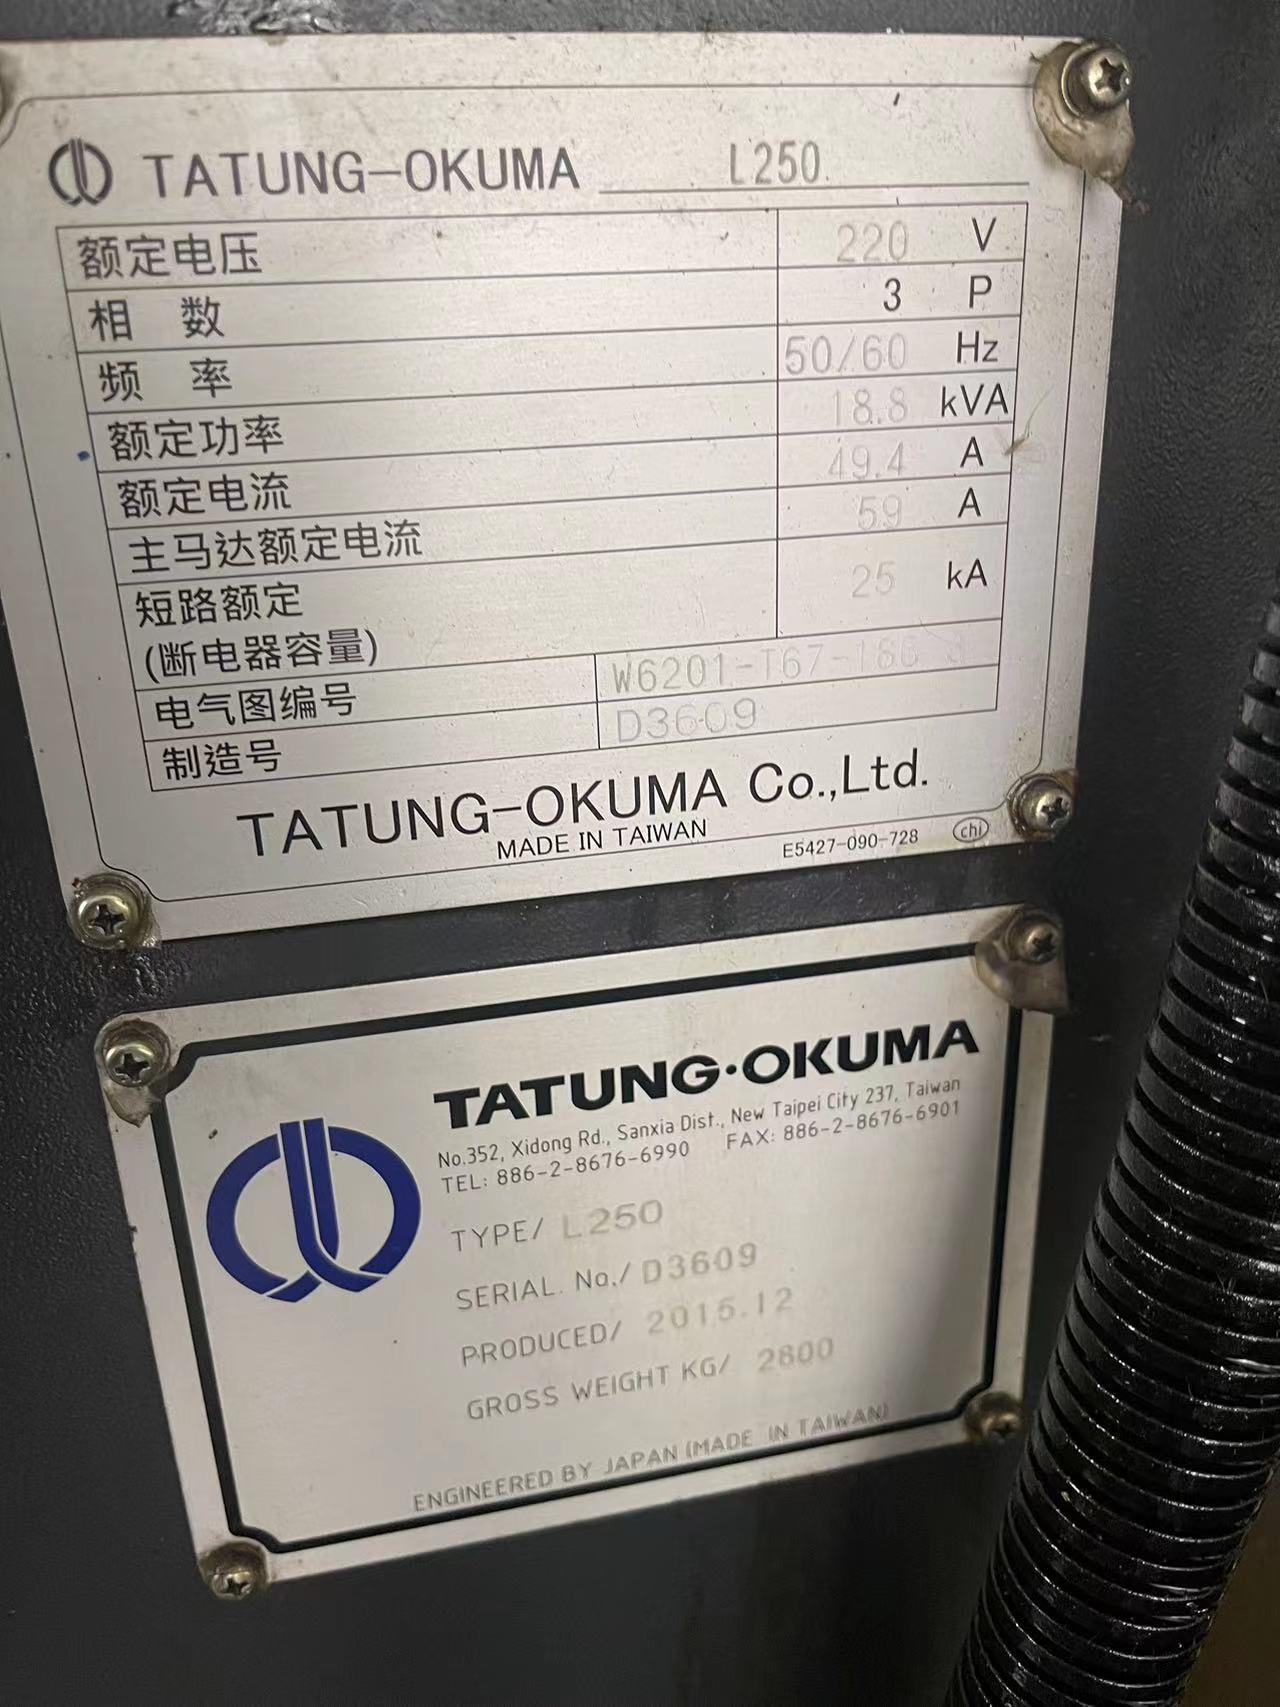 TATUNG-OKUMA L250
额定电压 220 V
相 数 3 P
频 率 50/60 Hz
额定功率 18.8 kVA
额定电流 49.4 A
主马达额定电流 59 A
短路额定 25 kA
(断电器容量)
电气图编号 W6201-T67-186
制造号 D3609
TATUNG-OKUMA Co.,Ltd.
MADE IN TAIWAN
E5427-090-728 chi
TATUNG·OKUMA
No.352, Xidong Rd., Sanxia Dist., New Taipei City 237, Taiwan
TEL: 886-2-8676-6990 FAX: 886-2-8676-6901
TYPE/ L250
SERIAL No./ D3609
PRODUCED/ 2015.12
GROSS WEIGHT KG/ 2800
ENGINEERED BY JAPAN (MADE IN TAIWAN)